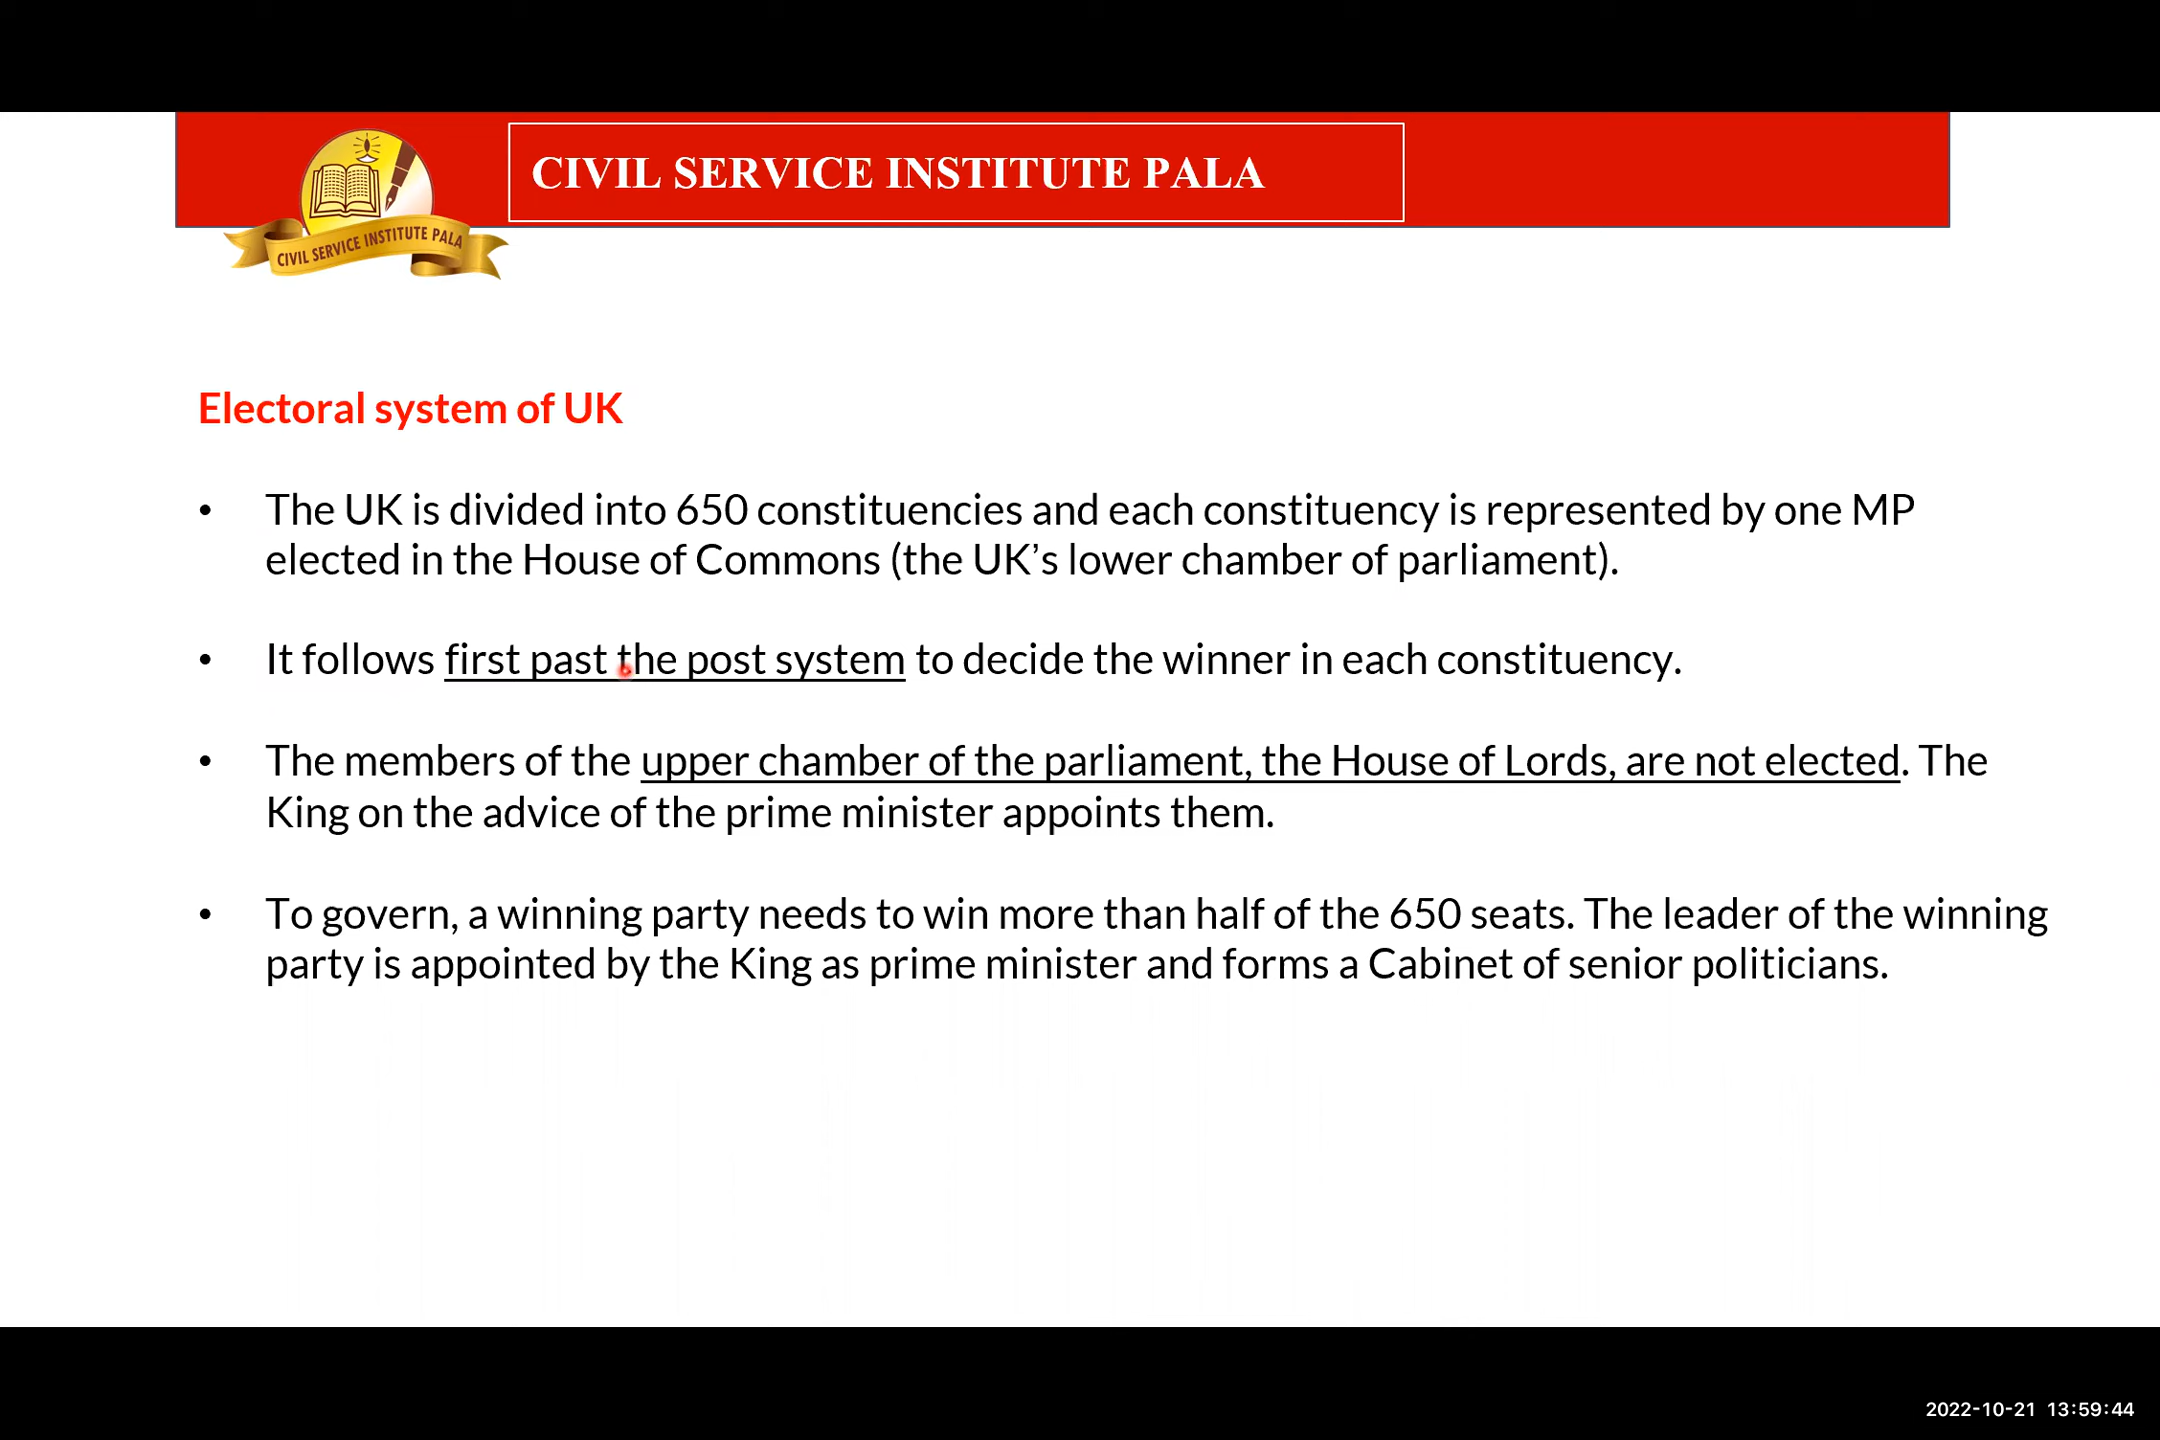 CIVIL SERVICE INSTITUTE PALA
CIVIL SERVICE INSTITUTE PALA
Electoral system of UK
• The UK is divided into 650 constituencies and each constituency is represented by one MP
elected in the House of Commons (the UK’s lower chamber of parliament).
• It follows first past the post system to decide the winner in each constituency.
• The members of the upper chamber of the parliament, the House of Lords, are not elected. The
King on the advice of the prime minister appoints them.
• To govern, a winning party needs to win more than half of the 650 seats. The leader of the winning
party is appointed by the King as prime minister and forms a Cabinet of senior politicians.
2022-10-21 13:59:44